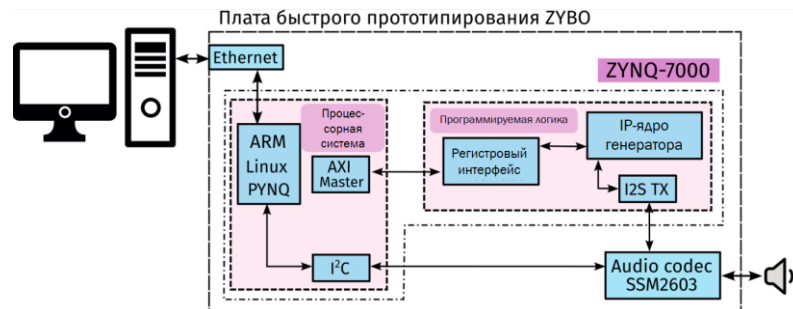 Плата быстрого прототипирования ZYBO
Ethernet
ZYNQ-7000
ARM
Linux
PYNQ
Процес-
сорная
система
AXI
Master
I²C
Программируемая логика
Регистровый
интерфейс
IP-ядро
генератора
I2S TX
Audio codec
SSM2603